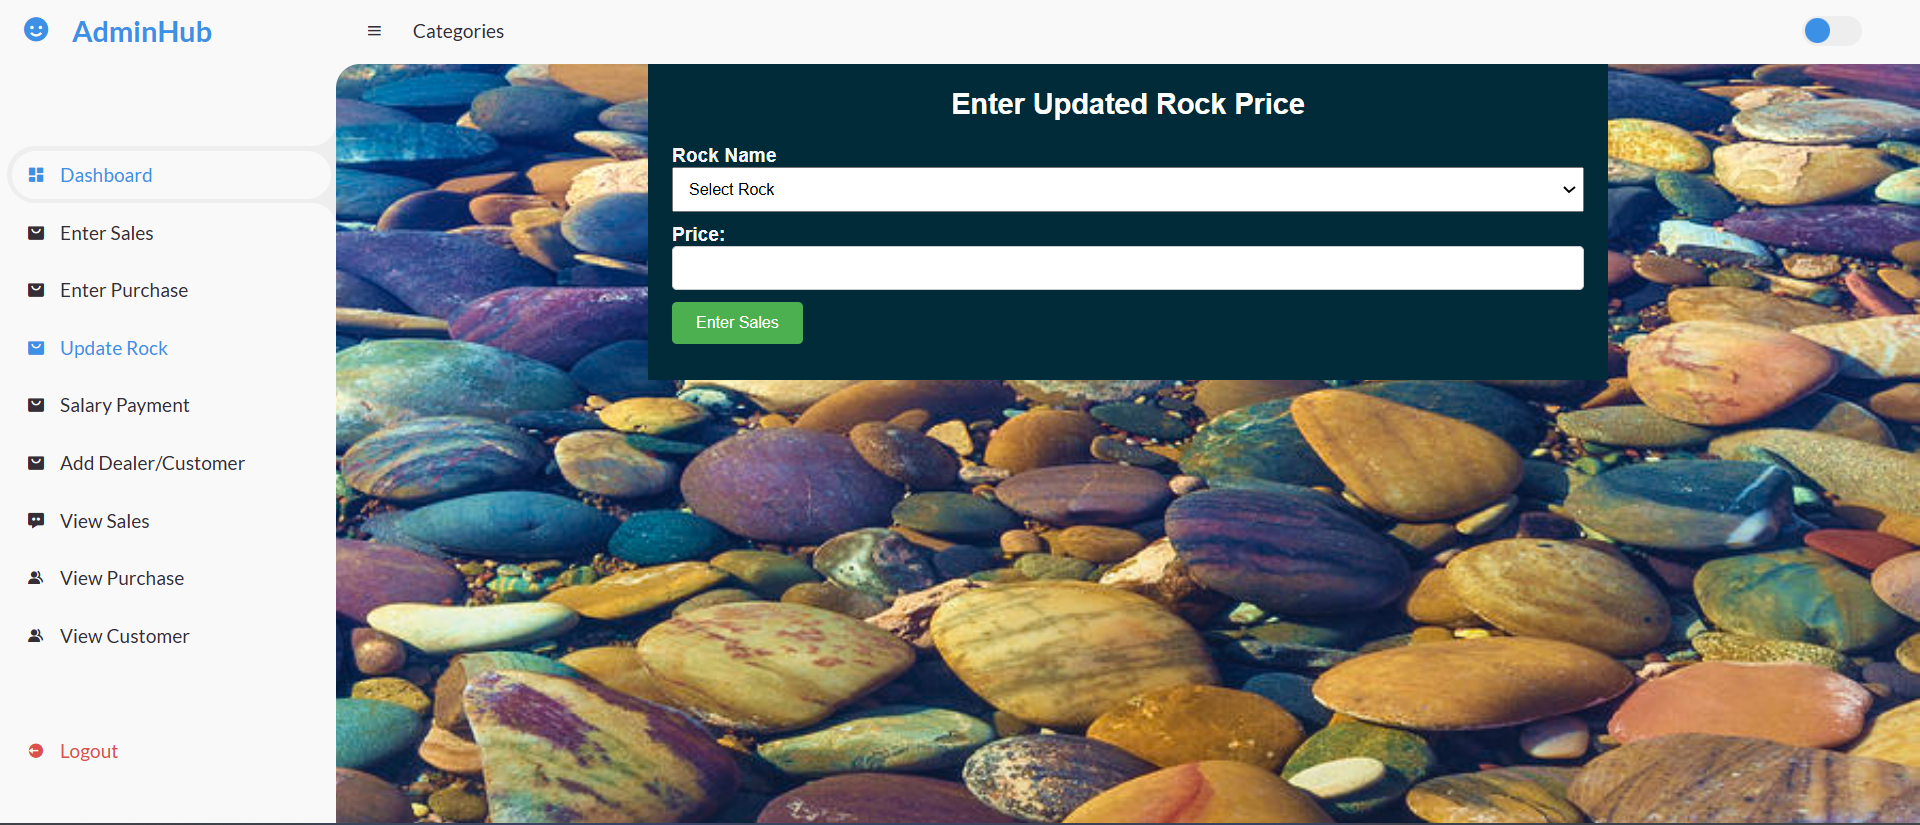 AdminHub
Categories
Dashboard
Enter Sales
Enter Purchase
Update Rock
Salary Payment
Add Dealer/Customer
View Sales
View Purchase
View Customer
Logout
Enter Updated Rock Price
Rock Name
Select Rock
Price:
Enter Sales